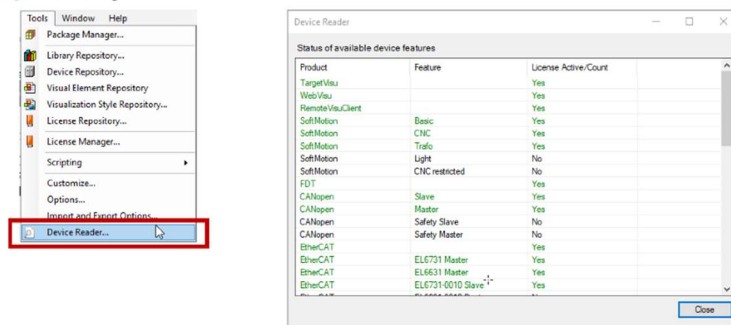 Tools Window Help
Package Manager...
Library Repository...
Device Repository...
Visual Element Repository
Visualization Style Repository...
License Repository...
License Manager...
Scripting
Customize...
Options...
Import and Export Options...
Device Reader...
Device Reader
Status of available device features
Product Feature License Active/Count
TargetVisu Yes
WebVisu Yes
RemoteVisuClient Yes
SoftMotion Basic Yes
SoftMotion CNC Yes
SoftMotion Trafo Yes
SoftMotion Light No
SoftMotion CNC restricted No
FDT Yes
CANopen Slave Yes
CANopen Master Yes
CANopen Safety Slave No
CANopen Safety Master No
EtherCAT Yes
EtherCAT EL6731 Master Yes
EtherCAT EL6631 Master Yes
EtherCAT EL6731-0010 Slave Yes
Close